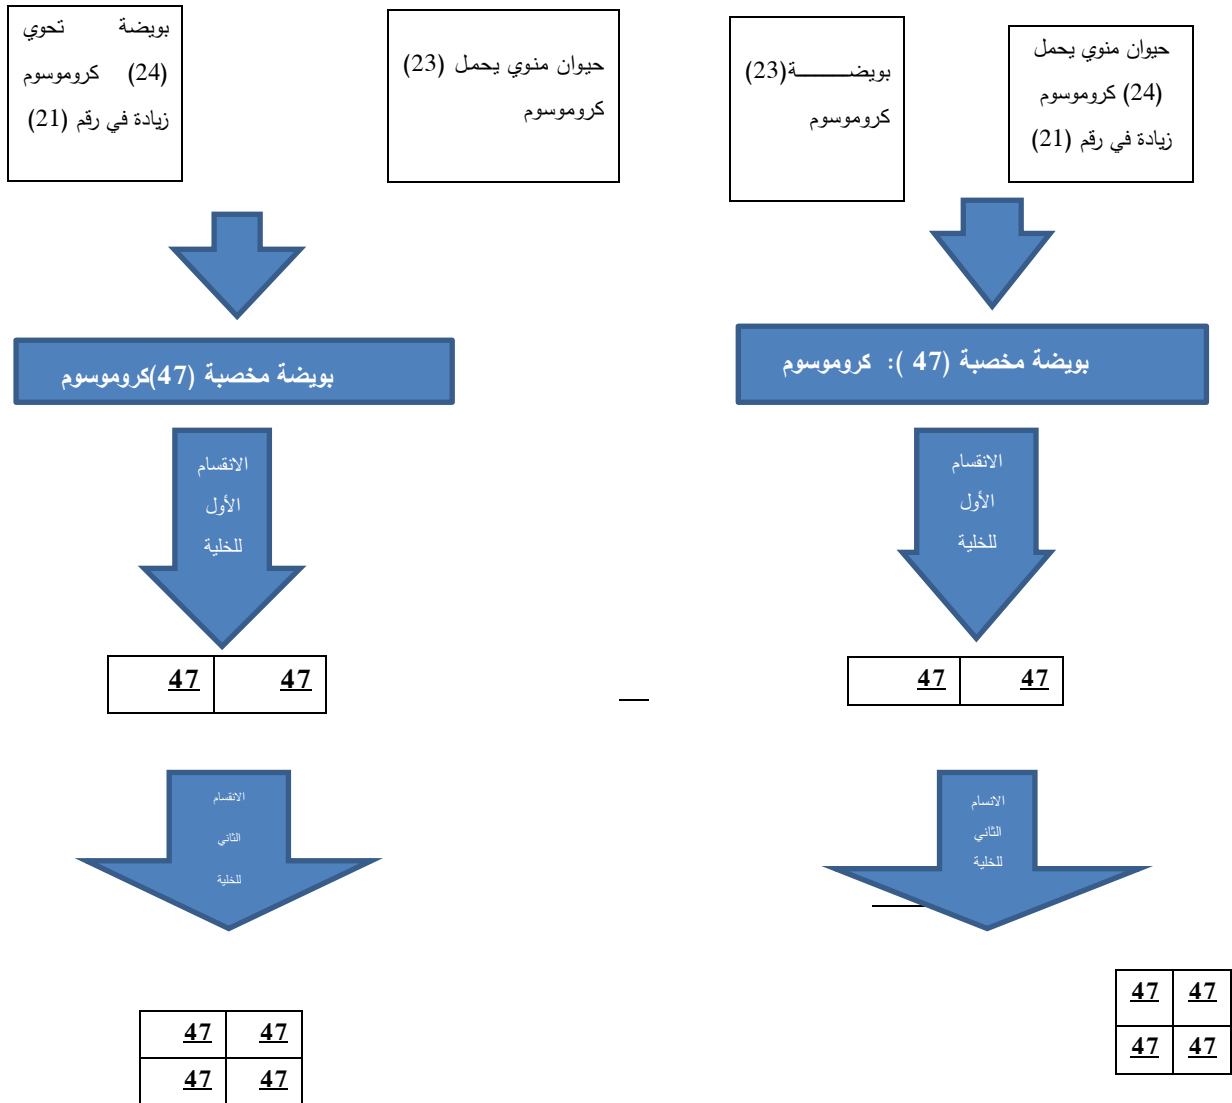 حيوان منوي يحمل
(24) كروموسوم
زيادة في رقم (21)
بويضـــــــــة(23)
كروموسوم
حيوان منوي يحمل (23)
كروموسوم
بويضة تحوي
(24) كروموسوم
زيادة في رقم (21)
بويضة مخصبة (47 ): كروموسوم
بويضة مخصبة (47)كروموسوم
الانقسام
الأول
للخلية
الانقسام
الأول
للخلية
47 47
47 47
الانسام
الثاني
للخلية
الانقسام
الثاني
للخلية
47 47
47 47
47 47
47 47